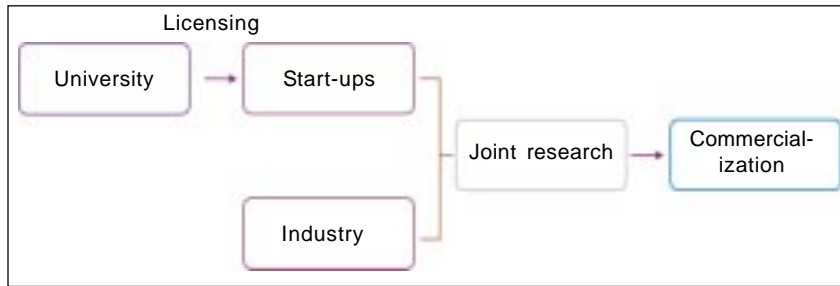 Licensing
University
Start-ups
Joint research
Commercial-
ization
Industry